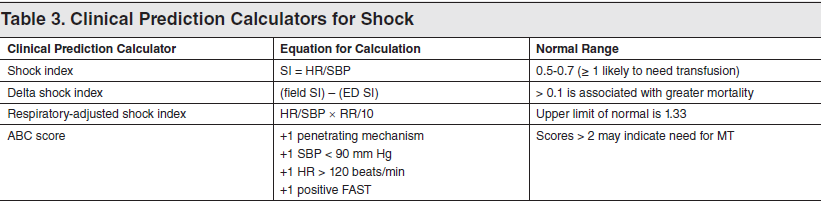 Table 3. Clinical Prediction Calculators for Shock
Clinical Prediction Calculator Equation for Calculation Normal Range
Shock index SI = HR/SBP 0.5-0.7 (≥ 1 likely to need transfusion)
Delta shock index (field SI) – (ED SI) > 0.1 is associated with greater mortality
Respiratory-adjusted shock index HR/SBP × RR/10 Upper limit of normal is 1.33
ABC score +1 penetrating mechanism Scores > 2 may indicate need for MT
+1 SBP < 90 mm Hg
+1 HR > 120 beats/min
+1 positive FAST